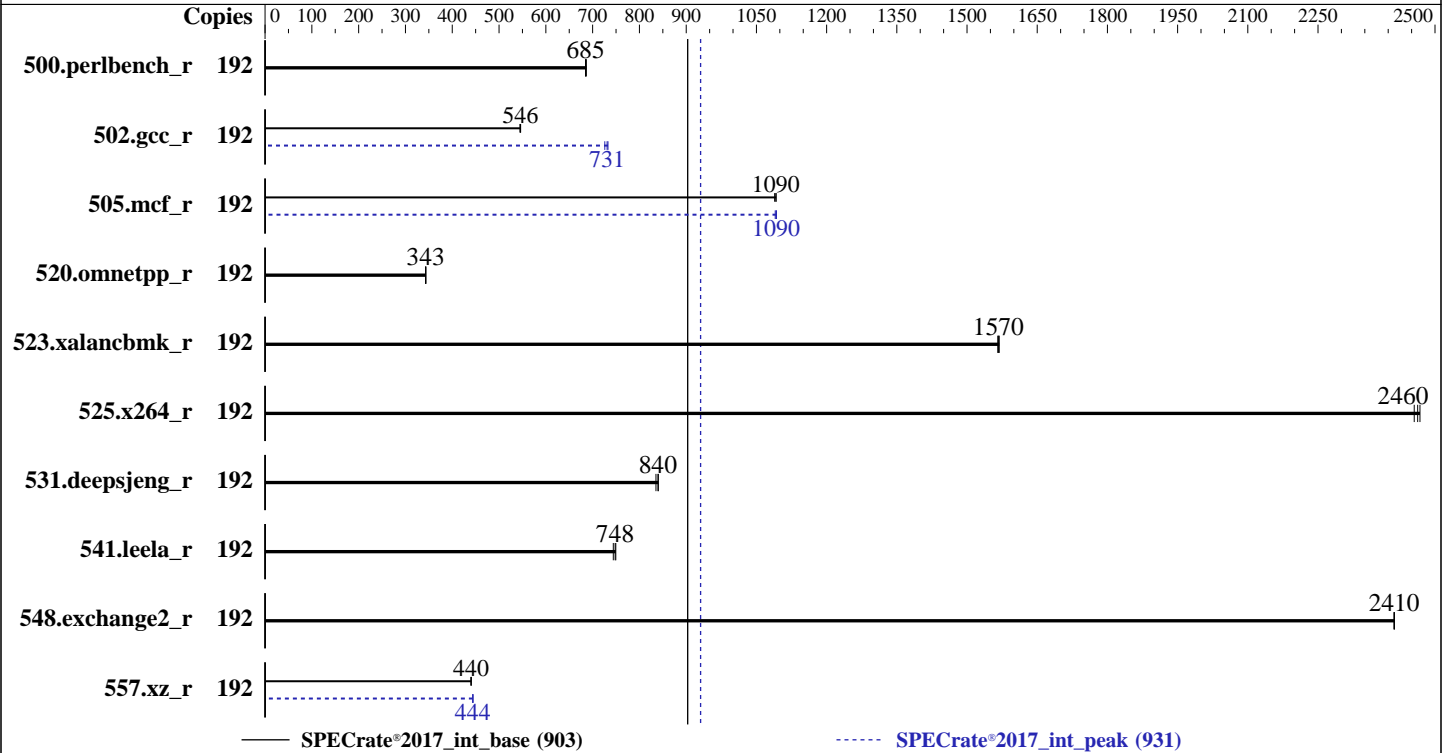 Copies 0 100 200 300 400 500 600 700 800 900 1050 1200 1350 1500 1650 1800 1950 2100 2250 2500
500.perlbench_r 192 685
502.gcc_r 192 546
731
505.mcf_r 192 1090
1090
520.omnetpp_r 192 343
523.xalancbmk_r 192 1570
525.x264_r 192 2460
531.deepsjeng_r 192 840
541.leela_r 192 748
548.exchange2_r 192 2410
557.xz_r 192 440
444
SPECrate®2017_int_base (903) SPECrate®2017_int_peak (931)